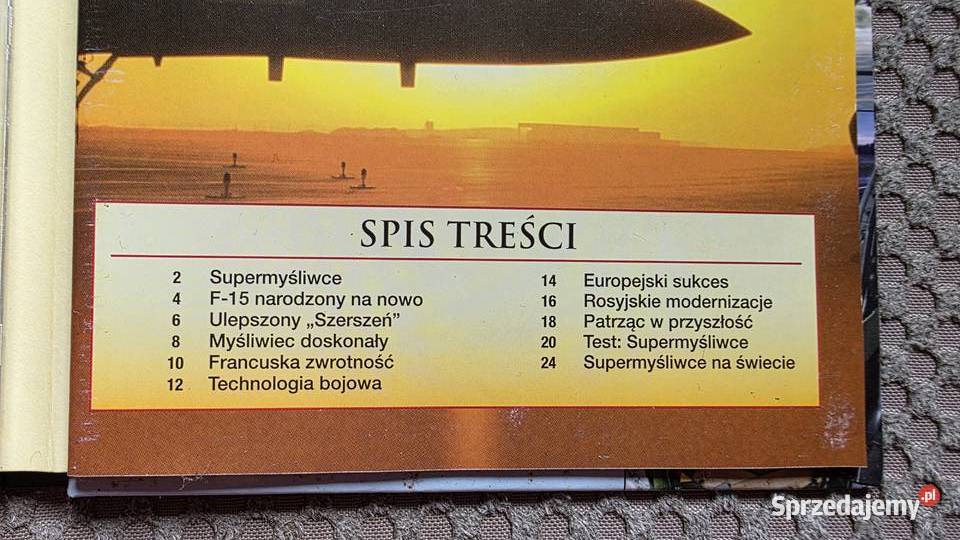 SPIS TREŚCI
2 Supermyśliwce
4 F-15 narodzony na nowo
6 Ulepszony „Szerszeń”
8 Myśliwiec doskonały
10 Francuska zwrotność
12 Technologia bojowa
14 Europejski sukces
16 Rosyjskie modernizacje
18 Patrząc w przyszłość
20 Test: Supermyśliwce
24 Supermyśliwce na świecie
Sprzedajemy.pl